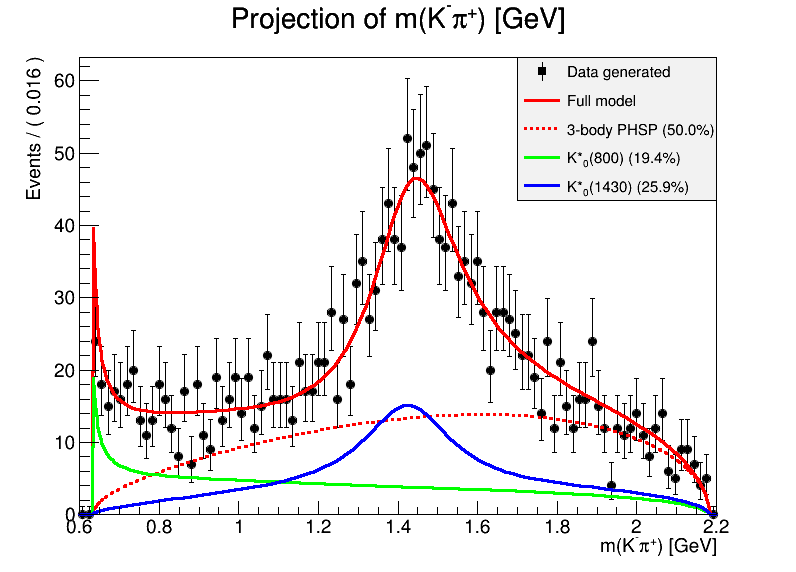 Projection of m(K⁻π⁺) [GeV]
Events / ( 0.016 )
60
50
40
30
20
10
0
0.6 0.8 1 1.2 1.4 1.6 1.8 2 2.2
m(K⁻π⁺) [GeV]
Data generated
Full model
3-body PHSP (50.0%)
K*₀(800) (19.4%)
K*₀(1430) (25.9%)